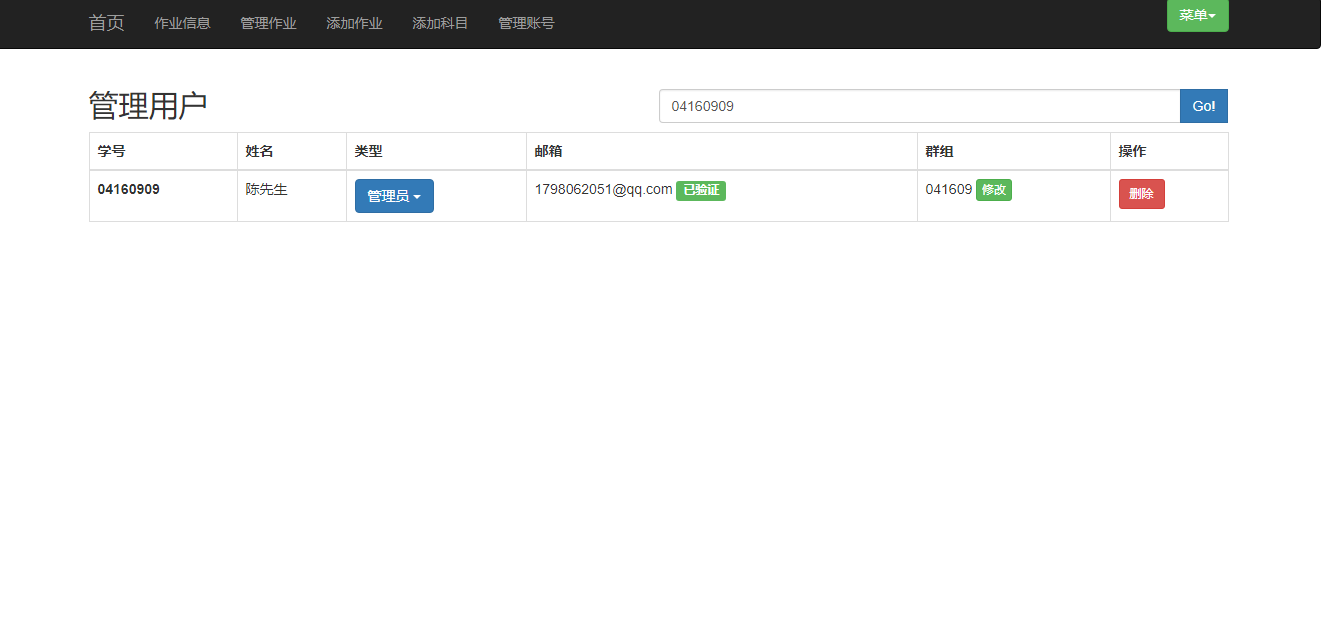 首页 作业信息 管理作业 添加作业 添加科目 管理账号 菜单
管理用户 04160909 Go!
学号 姓名 类型 邮箱 群组 操作
04160909 陈先生 管理员 1798062051@qq.com 已验证 041609 修改 删除